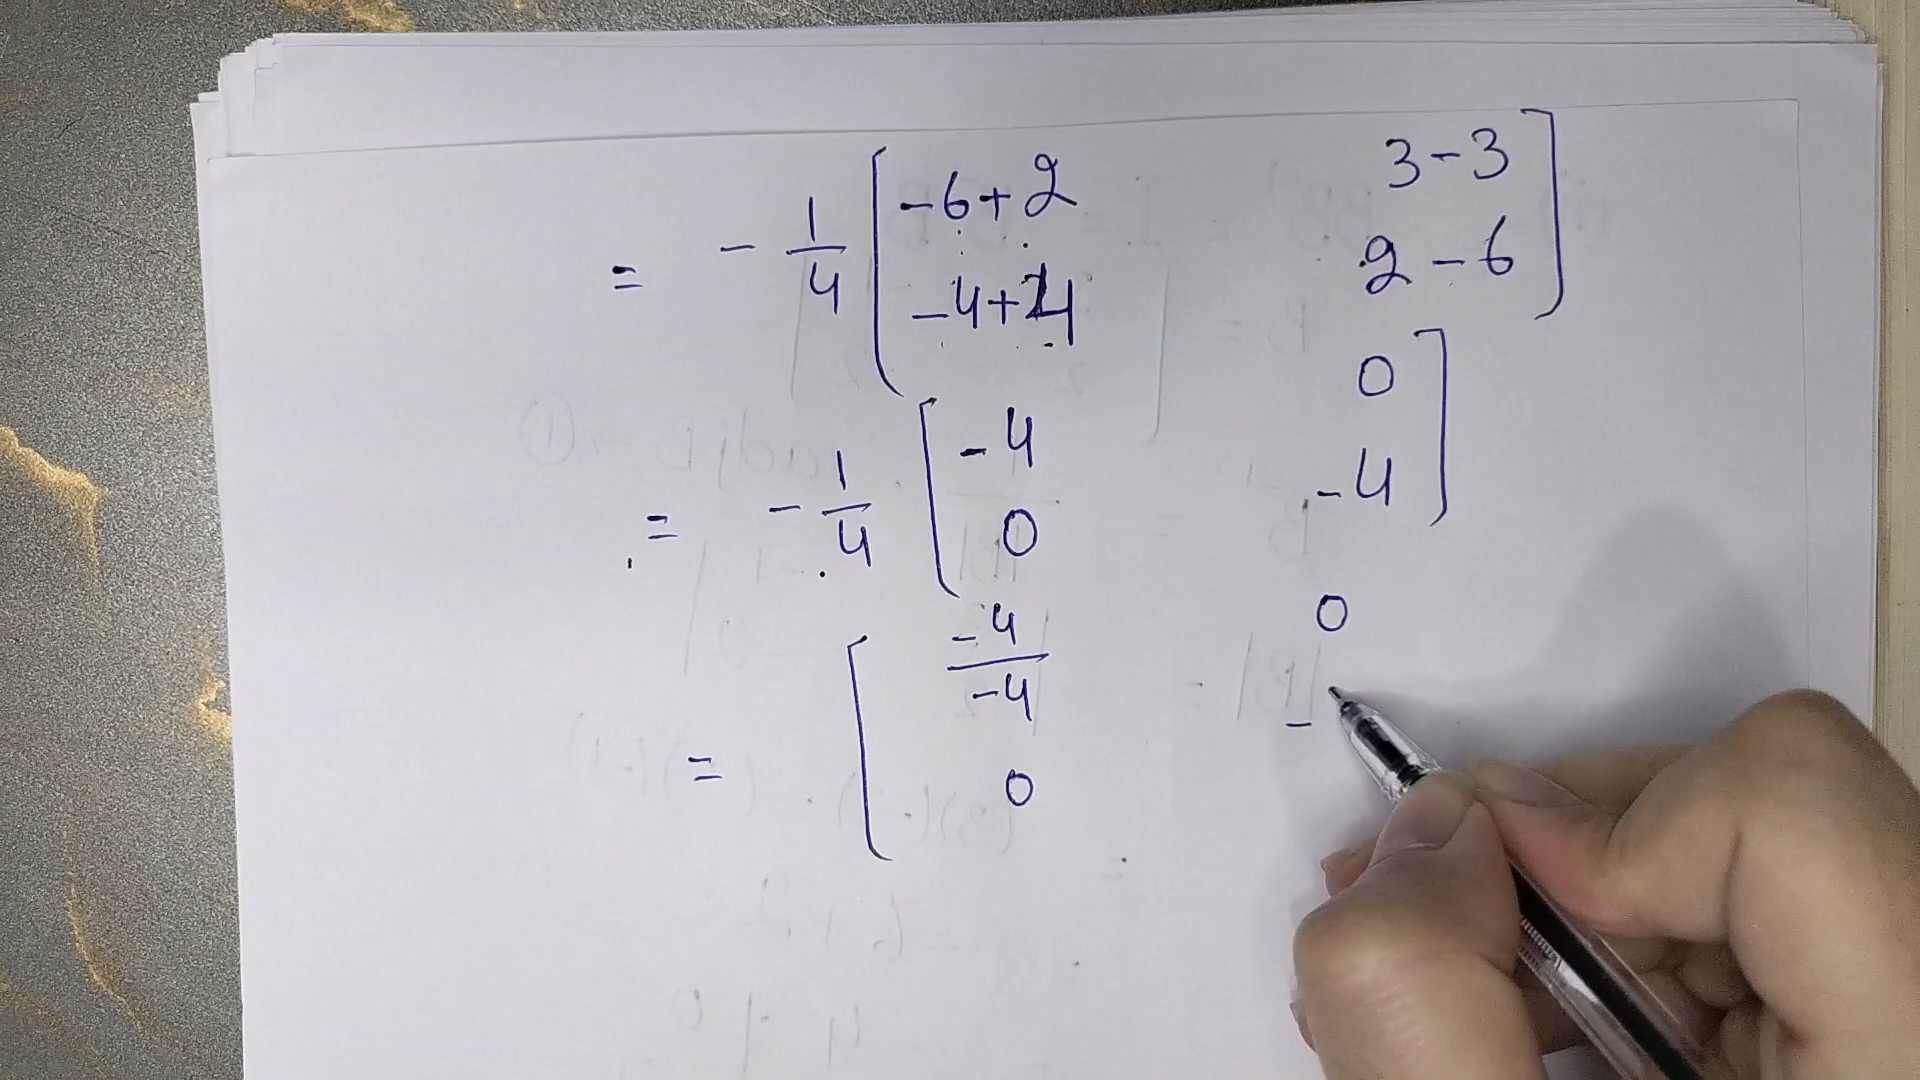 = - 1/4 [ -6+2 3-3
-4+4 2-6 ]
= - 1/4 [ -4 0
0 -4 ]
= [ -4/-4 0
0 -